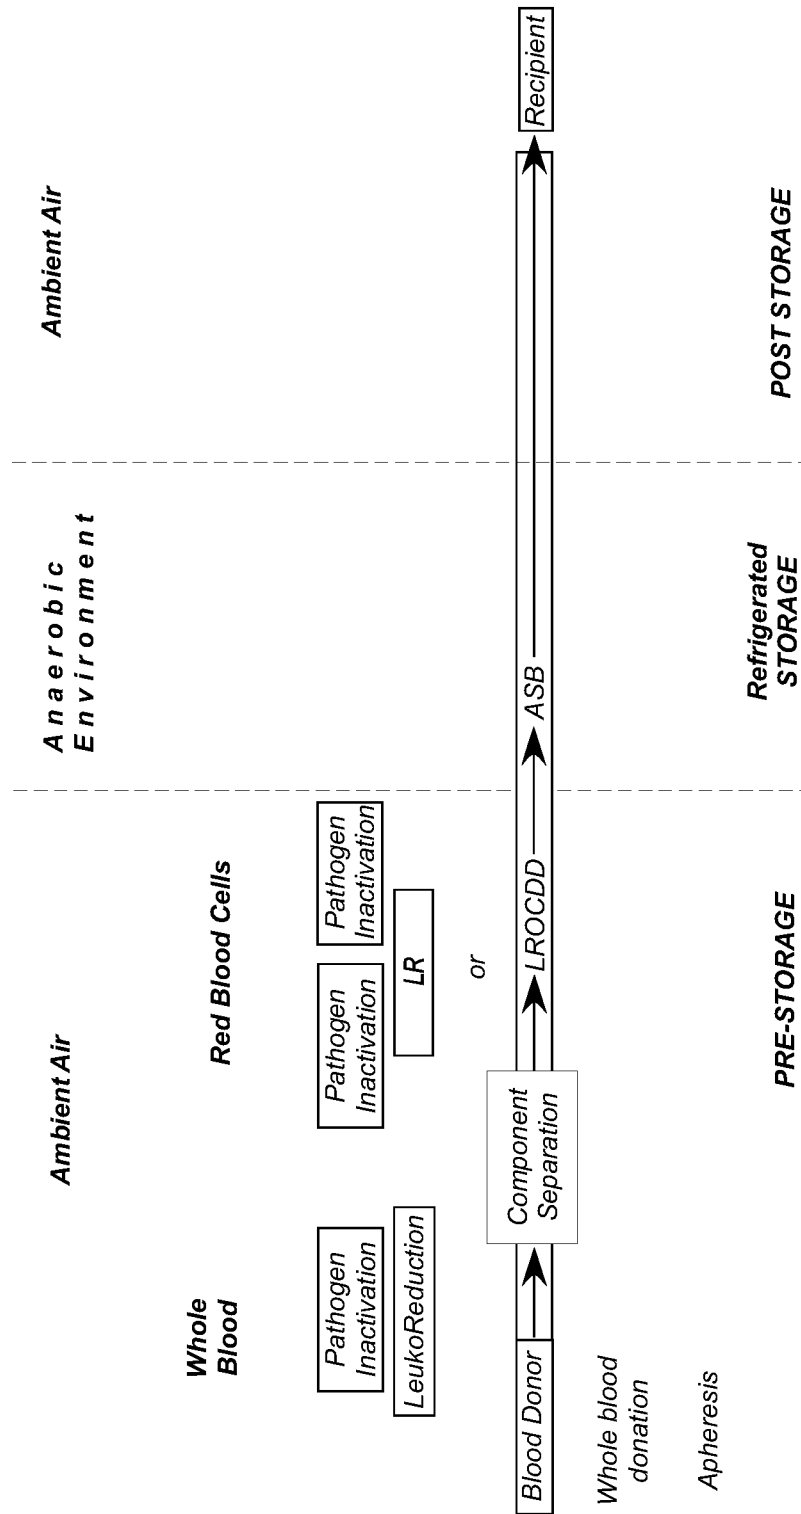 Ambient Air
Anaerobic
Environment
Ambient Air
Whole
Blood
Red Blood Cells
Pathogen
Inactivation
Pathogen
Inactivation
Pathogen
Inactivation
LeukoReduction
LR
or
Blood Donor
Component
Separation
LROCDD
ASB
Recipient
Whole blood
donation
Apheresis
PRE-STORAGE
Refrigerated
STORAGE
POST STORAGE